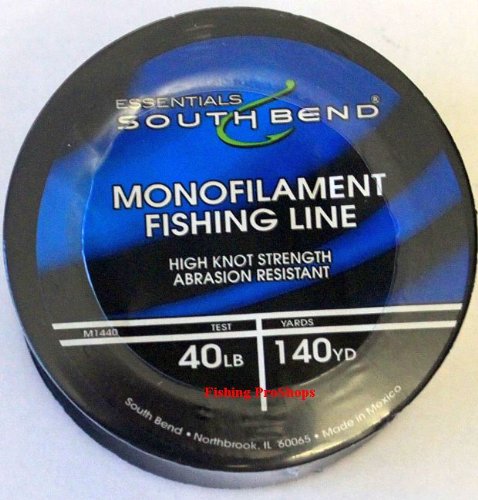 ESSENTIALS
SOUTH BEND®
MONOFILAMENT
FISHING LINE
HIGH KNOT STRENGTH
ABRASION RESISTANT
M1440
TEST
YARDS
40LB
140YD
Fishing ProShops
South Bend • Northbrook, IL 60065 • Made in Mexico